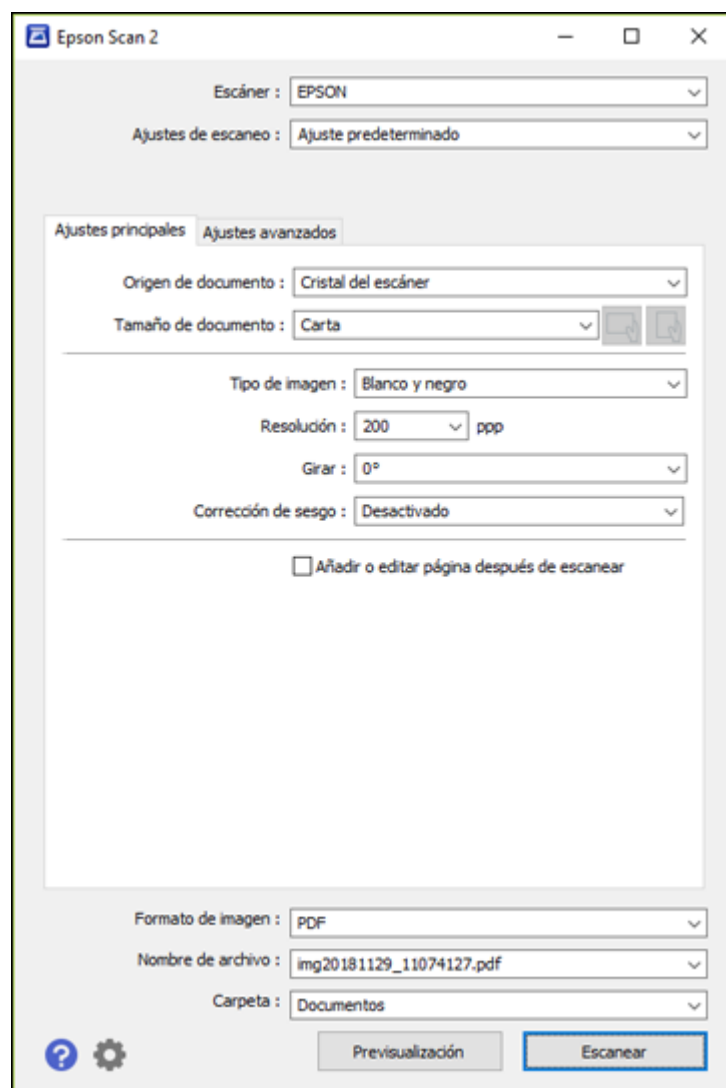 Epson Scan 2
Escáner : EPSON
Ajustes de escaneo : Ajuste predeterminado
Ajustes principales Ajustes avanzados
Origen de documento : Cristal del escáner
Tamaño de documento : Carta
Tipo de imagen : Blanco y negro
Resolución : 200 ppp
Girar : 0°
Corrección de sesgo : Desactivado
Añadir o editar página después de escanear
Formato de imagen : PDF
Nombre de archivo : img20181129_11074127.pdf
Carpeta : Documentos
? Previsualización Escanear